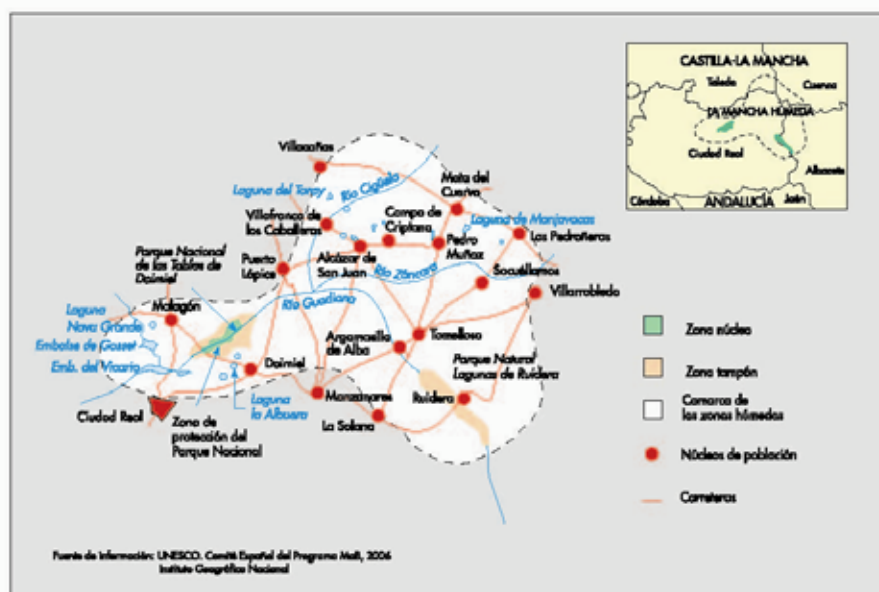 CASTILLA-LA MANCHA
Toledo
Cuenca
LA MANCHA HÚMEDA
Ciudad Real
Albacete
Córdoba
ANDALUCÍA
Jaén
Villacañas
Laguna del Tarpy
Río Cigüela
Mota del
Cuervo
Villafranca de
los Caballeros
Campo de
Criptana
Laguna de Manjavacas
Las Pedroñeras
Parque Nacional
de las Tablas de
Daimiel
Puerto
Lápice
Alcázar de
San Juan
Pedro
Muñoz
Río Záncara
Socuéllamos
Laguna
Nava Grande
Malagón
Río Guadiana
Villarrobledo
Embalse de Gasset
Emb. del Vicario
Argamasilla
de Alba
Tomelloso
Daimiel
Parque Natural
Lagunas de Ruidera
Ciudad Real
Zona de
protección del
Parque Nacional
Laguna
la Albuera
Manzanares
La Solana
Ruidera
Zona núcleo
Zona tampón
Comarca de
las zonas húmedas
Núcleos de población
Carreteras
Fuente de información: UNESCO. Comité Español del Programa MaB, 2006
Instituto Geográfico Nacional